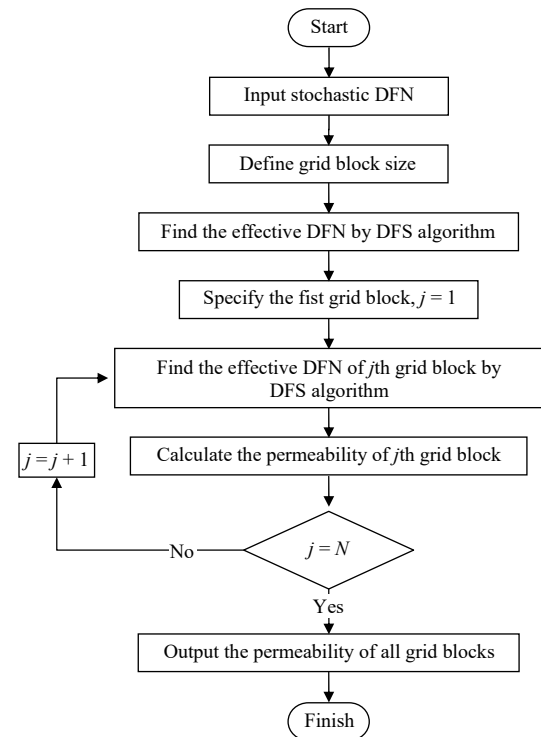 Start
Input stochastic DFN
Define grid block size
Find the effective DFN by DFS algorithm
Specify the fist grid block, j = 1
Find the effective DFN of jth grid block by
DFS algorithm
j = j + 1
Calculate the permeability of jth grid block
j = N
No
Yes
Output the permeability of all grid blocks
Finish